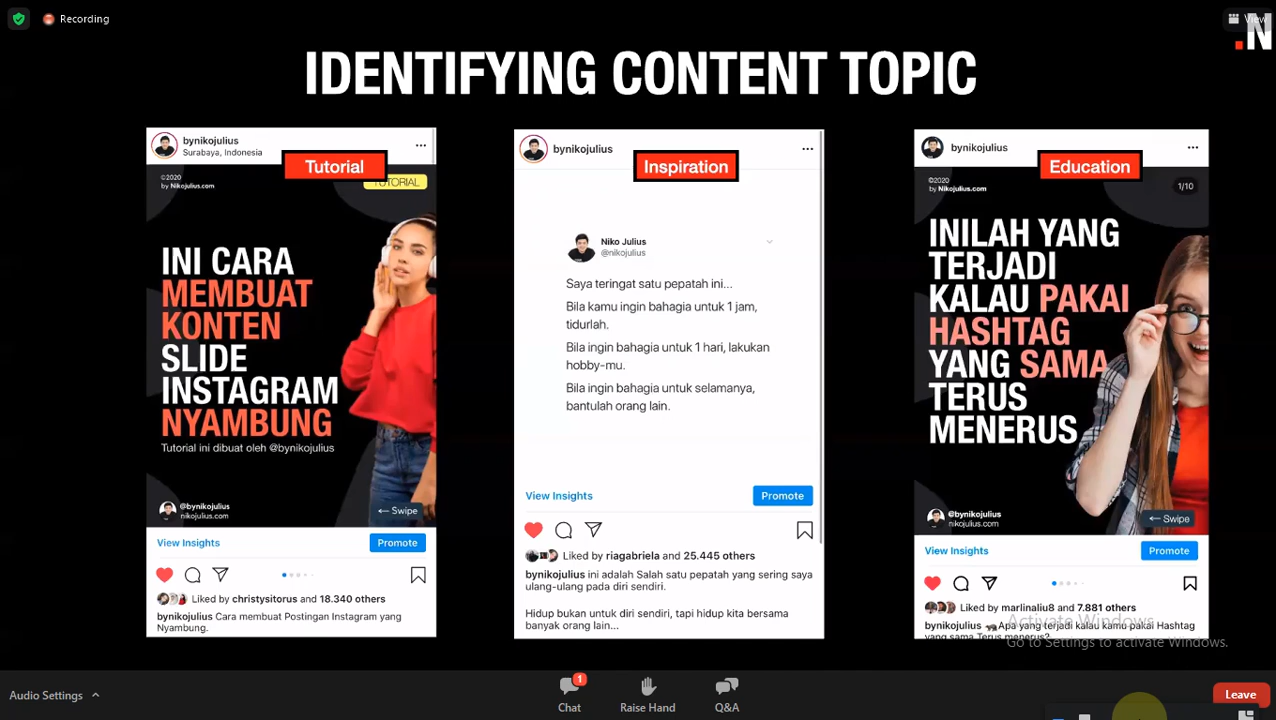 Recording
View
.N
IDENTIFYING CONTENT TOPIC
bynikojulius
Surabaya, Indonesia
Tutorial
©2020
by Nikojulius.com
TUTORIAL
INI CARA
MEMBUAT
KONTEN
SLIDE
INSTAGRAM
NYAMBUNG
Tutorial ini dibuat oleh @bynikojulius
@bynikojulius
nikojulius.com
← Swipe
View Insights
Promote
Liked by christysitorus and 18.340 others
bynikojulius Cara membuat Postingan Instagram yang
Nyambung.
bynikojulius
Inspiration
Niko Julius
@nikojulius
Saya teringat satu pepatah ini...
Bila kamu ingin bahagia untuk 1 jam,
tidurlah.
Bila ingin bahagia untuk 1 hari, lakukan
hobby-mu.
Bila ingin bahagia untuk selamanya,
bantulah orang lain.
View Insights
Promote
Liked by riagabriela and 25.445 others
bynikojulius ini adalah Salah satu pepatah yang sering saya
ulang-ulang pada diri sendiri.
Hidup bukan untuk diri sendiri, tapi hidup kita bersama
banyak orang lain...
bynikojulius
Education
©2020
by Nikojulius.com
1/10
INILAH YANG
TERJADI
KALAU PAKAI
HASHTAG
YANG SAMA
TERUS
MENERUS
@bynikojulius
nikojulius.com
← Swipe
View Insights
Promote
Liked by marlinaliu8 and 7.881 others
bynikojulius Apa yang terjadi kalau kamu pakai Hashtag
yang sama Terus menerus?
Activate Windows
Go to Settings to activate Windows.
Audio Settings
1
Chat
Raise Hand
Q&A
Leave